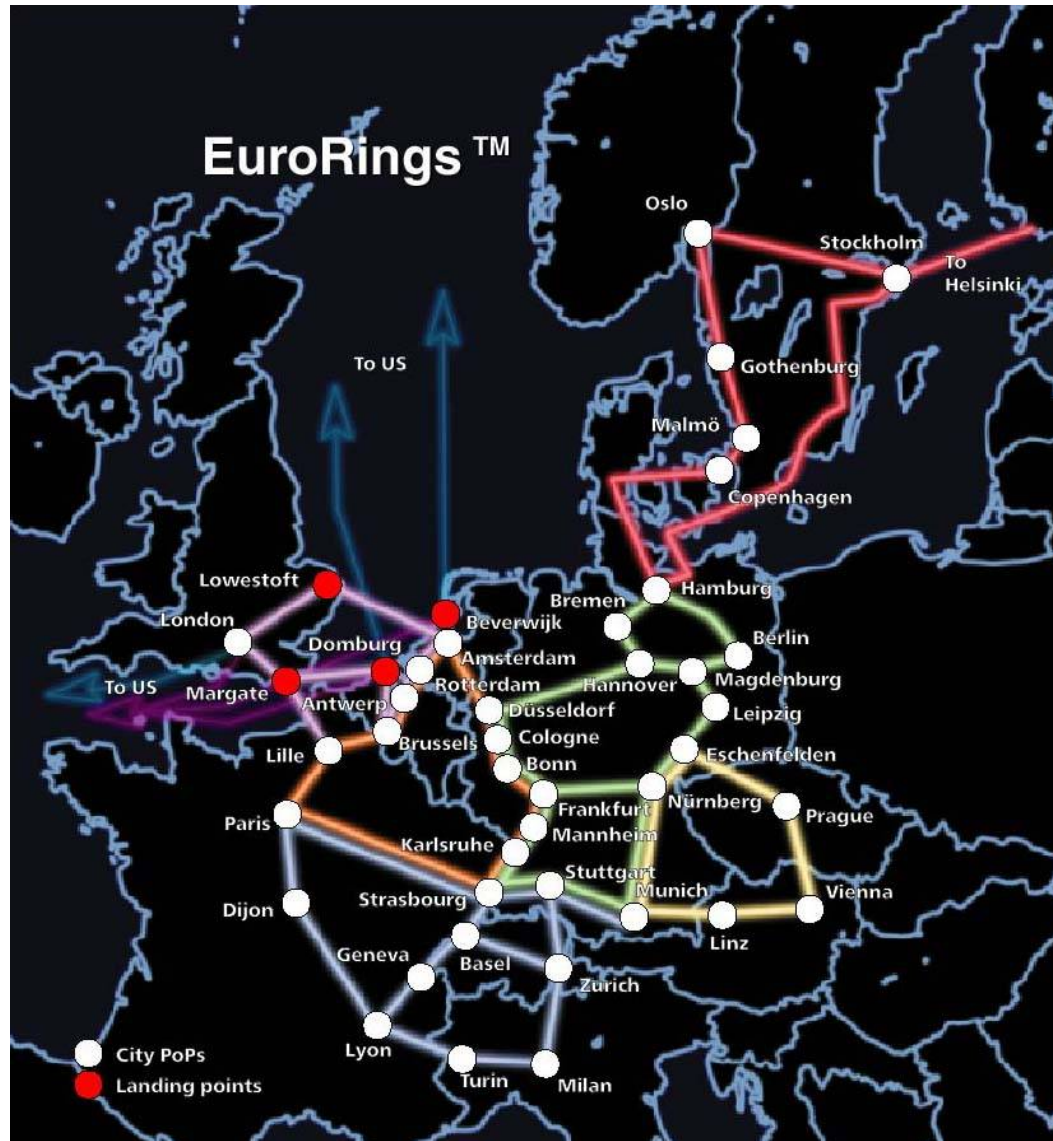 EuroRings ™
Oslo
Stockholm
To
Helsinki
To US
Gothenburg
Malmö
Copenhagen
Lowestoft
Hamburg
Bremen
London
Beverwijk
Berlin
Domburg
Amsterdam
To US
Margate
Rotterdam
Hannover
Magdenburg
Antwerp
Düsseldorf
Leipzig
Brussels
Cologne
Lille
Eschenfelden
Bonn
Frankfurt
Nürnberg
Paris
Prague
Mannheim
Karlsruhe
Stuttgart
Munich
Strasbourg
Vienna
Dijon
Linz
Geneva
Basel
Zurich
Lyon
City PoPs
Turin
Milan
Landing points